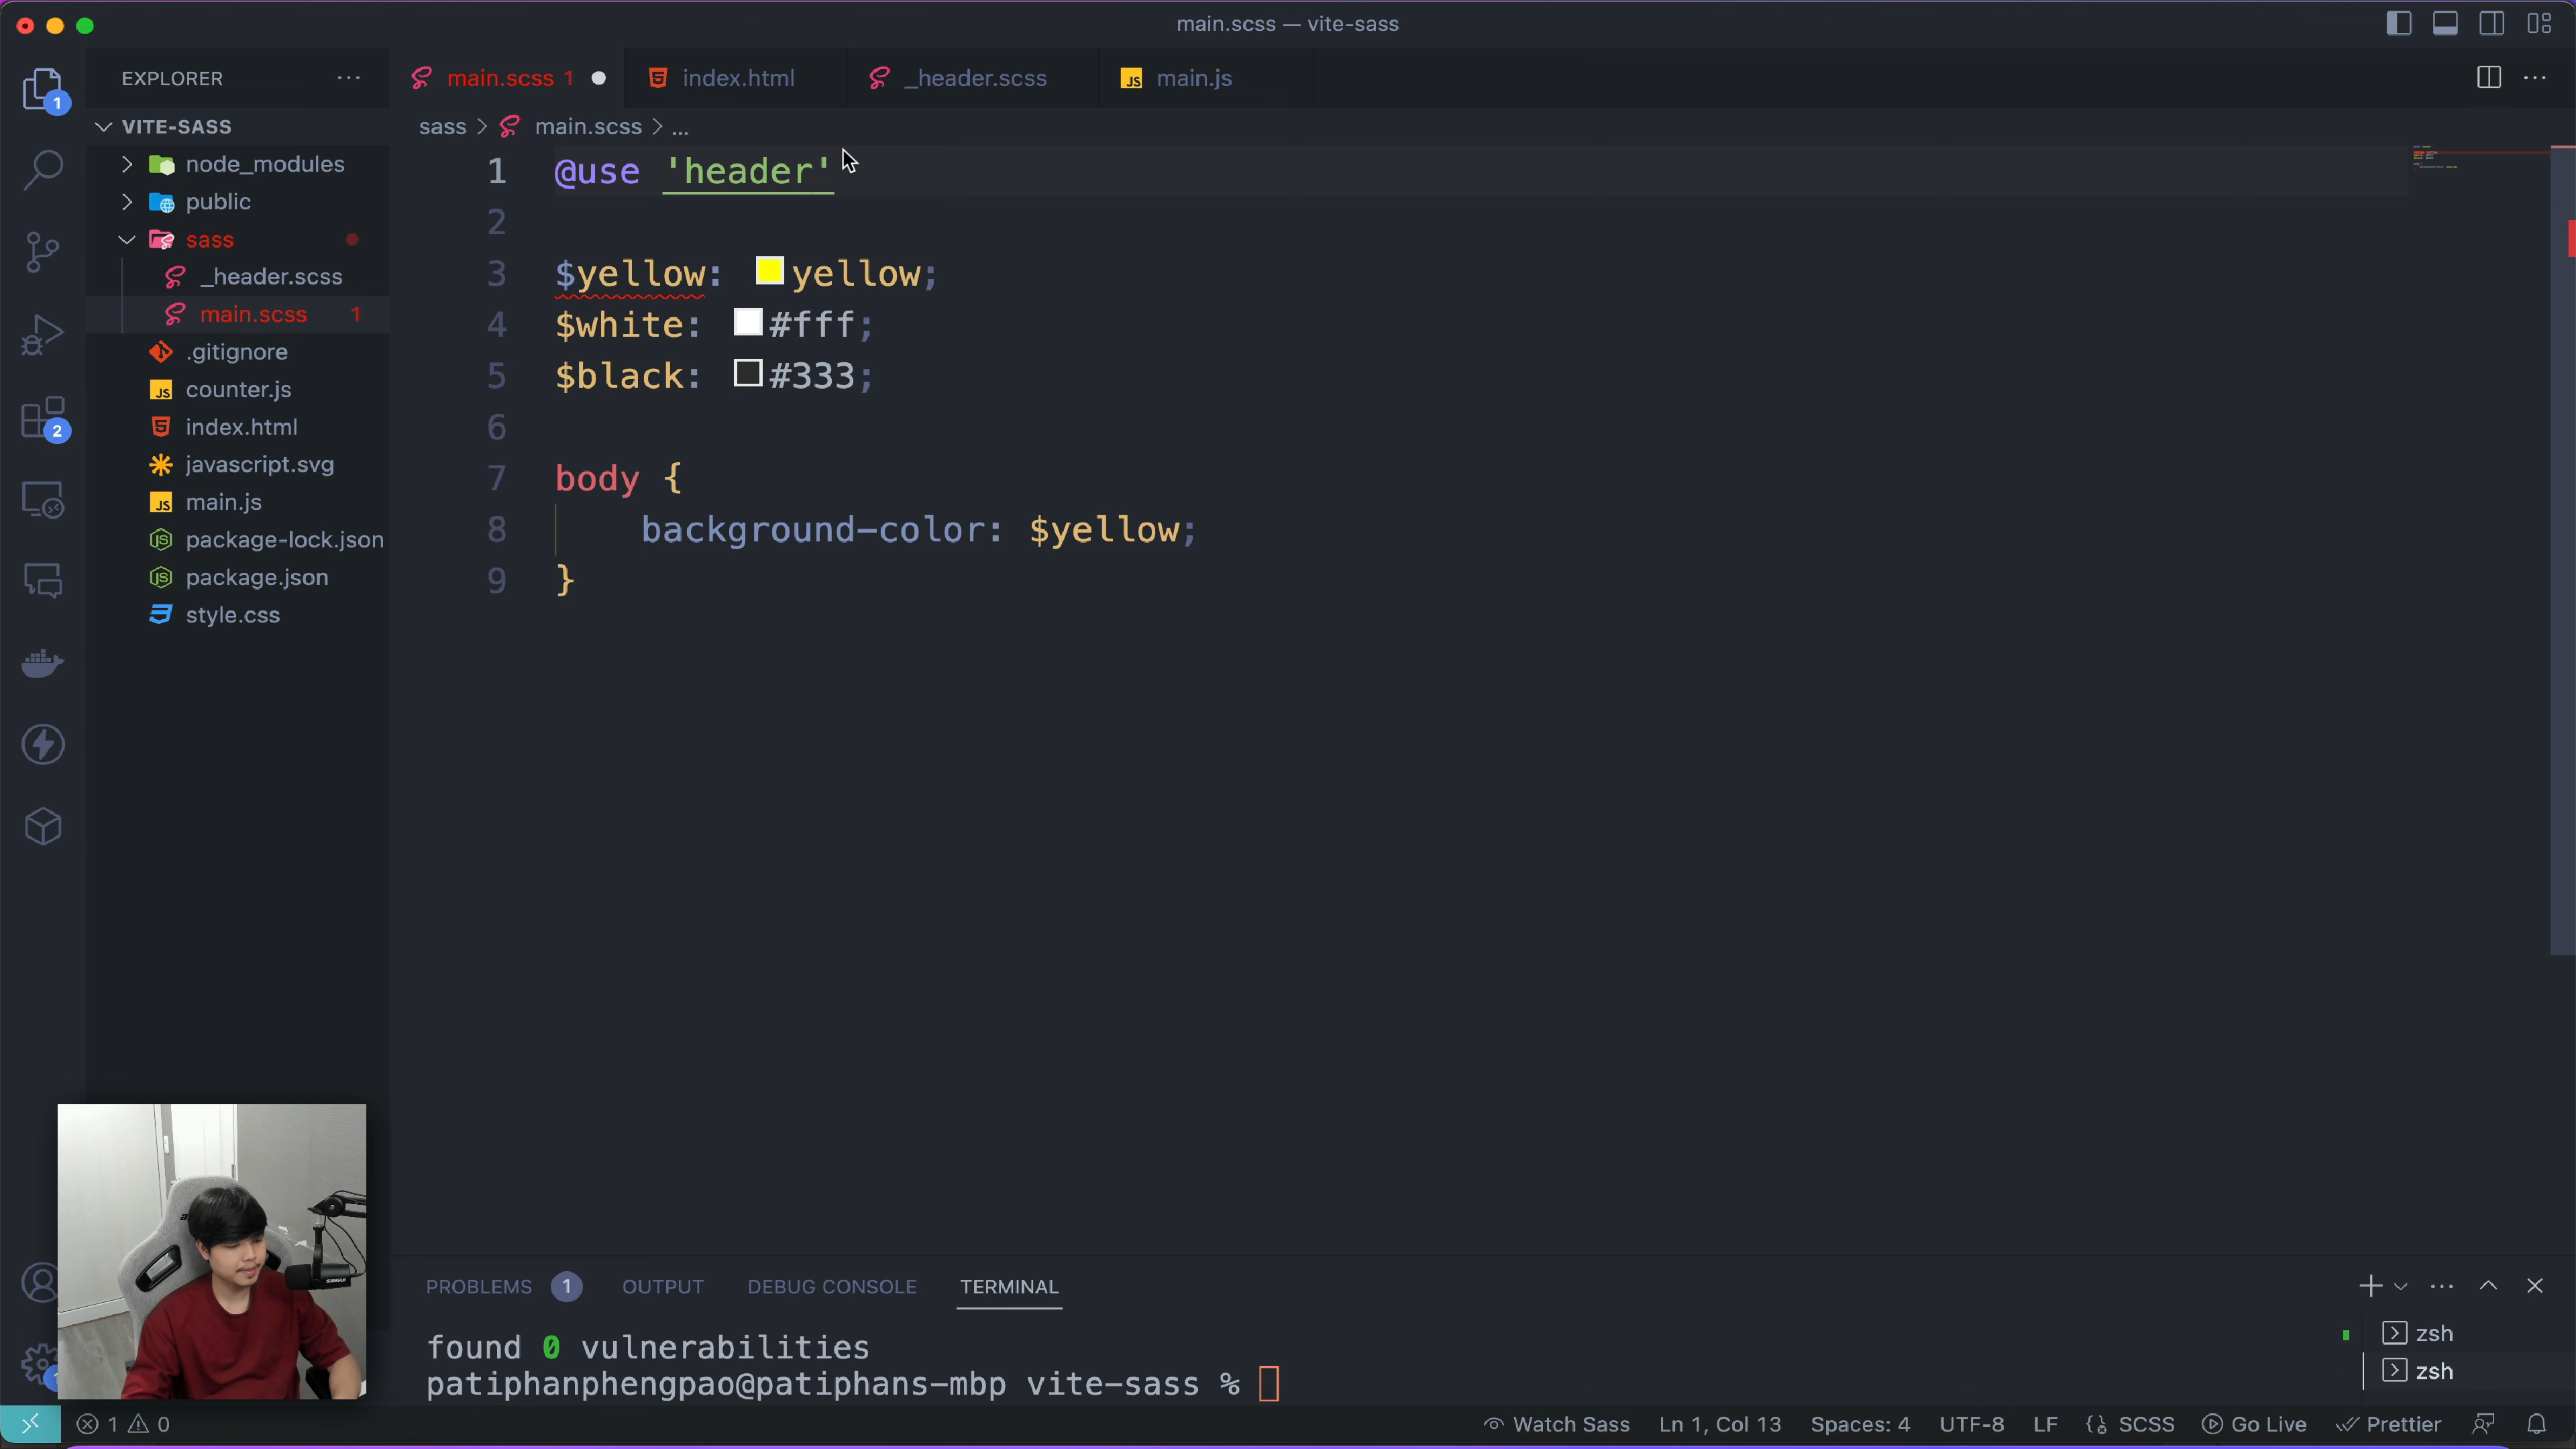 main.scss — vite-sass
EXPLORER
main.scss 1
index.html
_header.scss
main.js
1
VITE-SASS
sass > main.scss > ...
node_modules
public
sass
_header.scss
main.scss 1
.gitignore
counter.js
index.html
javascript.svg
main.js
package-lock.json
package.json
style.css
2
1 @use 'header'
2
3 $yellow: yellow;
4 $white: #fff;
5 $black: #333;
6
7 body {
8 background-color: $yellow;
9 }
PROBLEMS 1 OUTPUT DEBUG CONSOLE TERMINAL
found 0 vulnerabilities
patiphanphengpao@patiphans-mbp vite-sass %
zsh
zsh
1 0
Watch Sass Ln 1, Col 13 Spaces: 4 UTF-8 LF SCSS Go Live Prettier